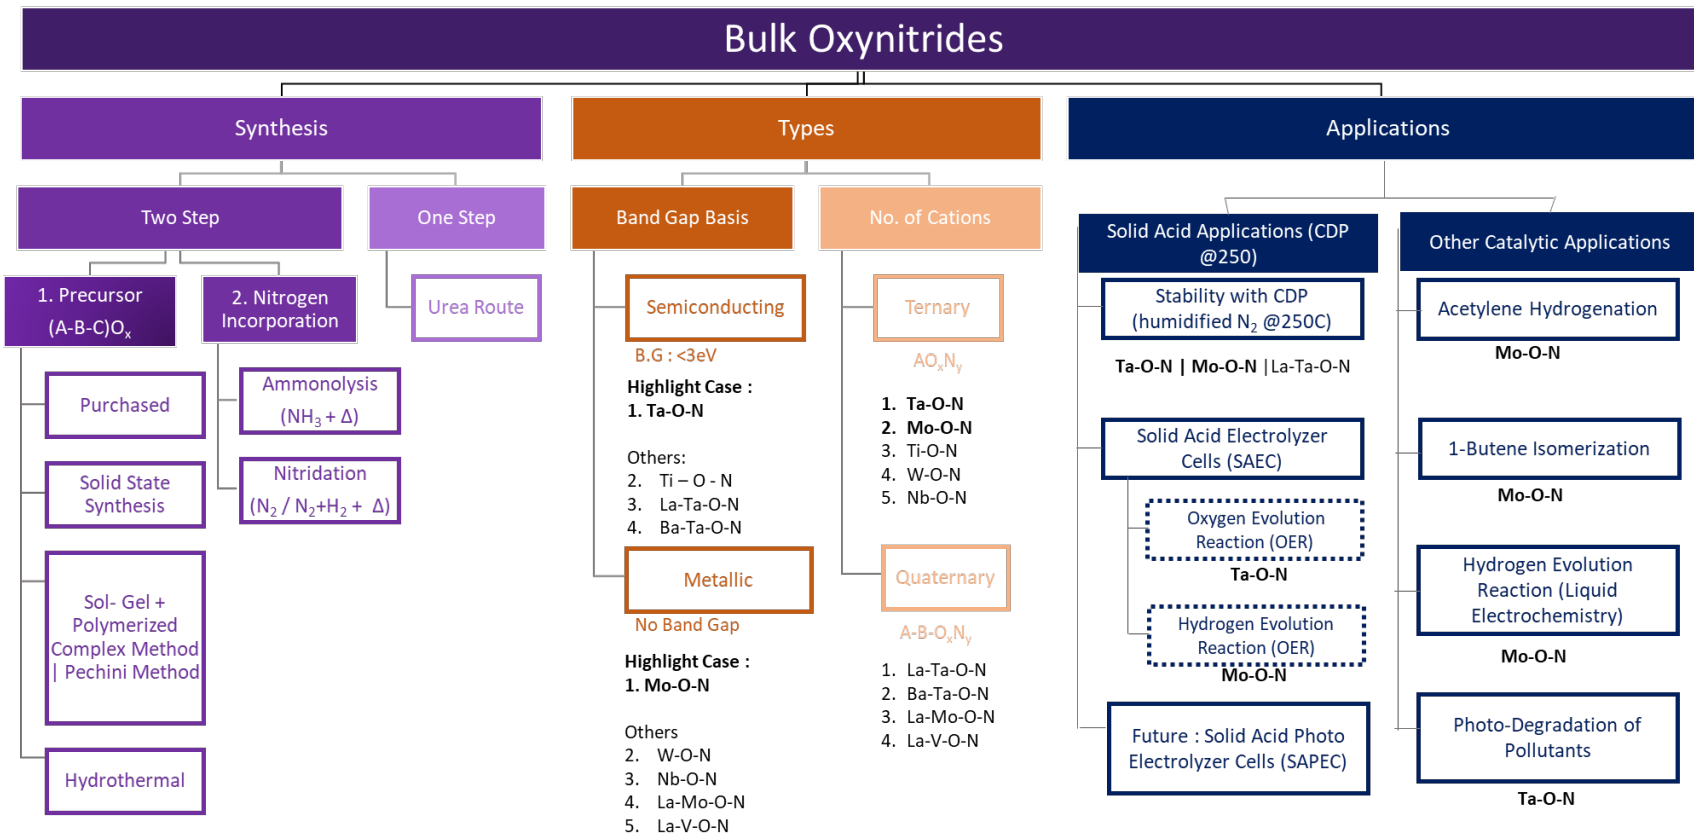 Bulk Oxynitrides
Synthesis
Two Step
One Step
1. Precursor
(A-B-C)Oₓ
2. Nitrogen
Incorporation
Urea Route
Purchased
Solid State
Synthesis
Sol- Gel +
Polymerized
Complex Method
| Pechini Method
Hydrothermal
Ammonolysis
(NH₃ + Δ)
Nitridation
(N₂ / N₂+H₂ + Δ)
Types
Band Gap Basis
No. of Cations
Semiconducting
B.G : <3eV
Highlight Case :
1. Ta-O-N
Others:
2. Ti – O - N
3. La-Ta-O-N
4. Ba-Ta-O-N
Metallic
No Band Gap
Highlight Case :
1. Mo-O-N
Others
2. W-O-N
3. Nb-O-N
4. La-Mo-O-N
5. La-V-O-N
Ternary
AOₓNᵧ
1. Ta-O-N
2. Mo-O-N
3. Ti-O-N
4. W-O-N
5. Nb-O-N
Quaternary
A-B-OₓNᵧ
1. La-Ta-O-N
2. Ba-Ta-O-N
3. La-Mo-O-N
4. La-V-O-N
Applications
Solid Acid Applications (CDP
@250)
Stability with CDP
(humidified N₂ @250C)
Ta-O-N | Mo-O-N |La-Ta-O-N
Solid Acid Electrolyzer
Cells (SAEC)
Oxygen Evolution
Reaction (OER)
Ta-O-N
Hydrogen Evolution
Reaction (OER)
Mo-O-N
Future : Solid Acid Photo
Electrolyzer Cells (SAPEC)
Other Catalytic Applications
Acetylene Hydrogenation
Mo-O-N
1-Butene Isomerization
Mo-O-N
Hydrogen Evolution
Reaction (Liquid
Electrochemistry)
Mo-O-N
Photo-Degradation of
Pollutants
Ta-O-N